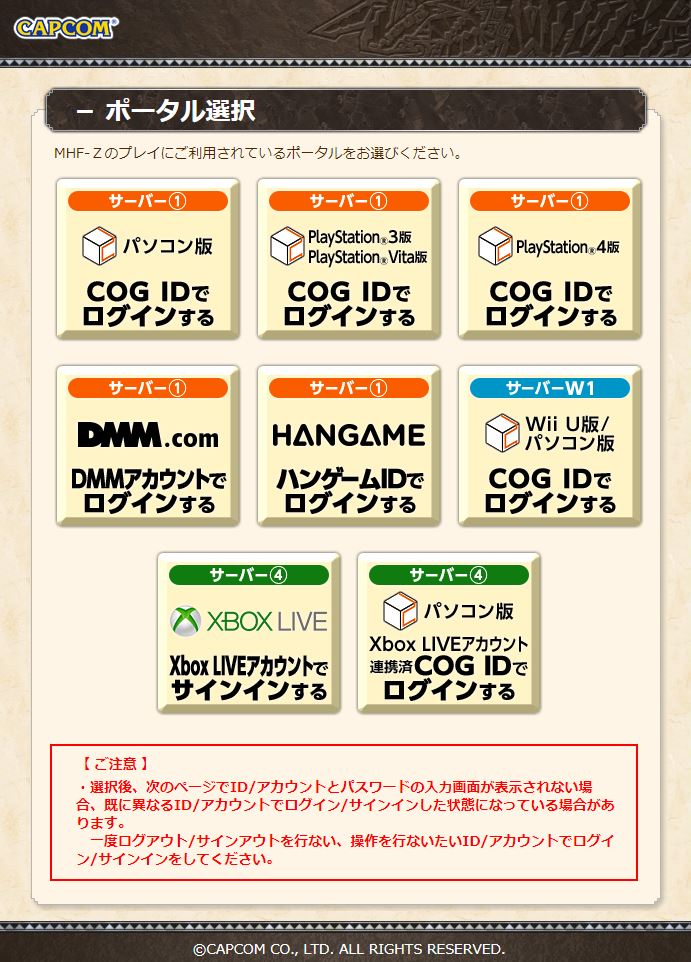 CAPCOM®
– ポータル選択
MHF-Ｚのプレイにご利用されているポータルをお選びください。
サーバー①
パソコン版
COG IDで
ログインする
サーバー①
PlayStation®3版
PlayStation®Vita版
COG IDで
ログインする
サーバー①
PlayStation®4版
COG IDで
ログインする
サーバー①
DMM.com
DMMアカウントで
ログインする
サーバー①
HANGAME
ハンゲームIDで
ログインする
サーバーW1
Wii U版/
パソコン版
COG IDで
ログインする
サーバー④
XBOX LIVE
Xbox LIVEアカウントで
サインインする
サーバー④
パソコン版
Xbox LIVEアカウント
連携済COG IDで
ログインする
【 ご注意 】
・選択後、次のページでID/アカウントとパスワードの入力画面が表示されない場
合、既に異なるID/アカウントでログイン/サインインした状態になっている場合があ
ります。
一度ログアウト/サインアウトを行ない、操作を行ないたいID/アカウントでログイ
ン/サインインをしてください。
©CAPCOM CO., LTD. ALL RIGHTS RESERVED.